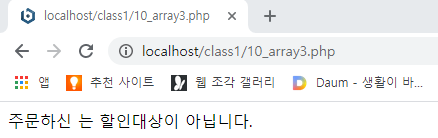 localhost/class1/10_array3.php
localhost/class1/10_array3.php
앱 추천 사이트 웹 조각 갤러리 Daum - 생활이 바...
주문하신 는 할인대상이 아닙니다.